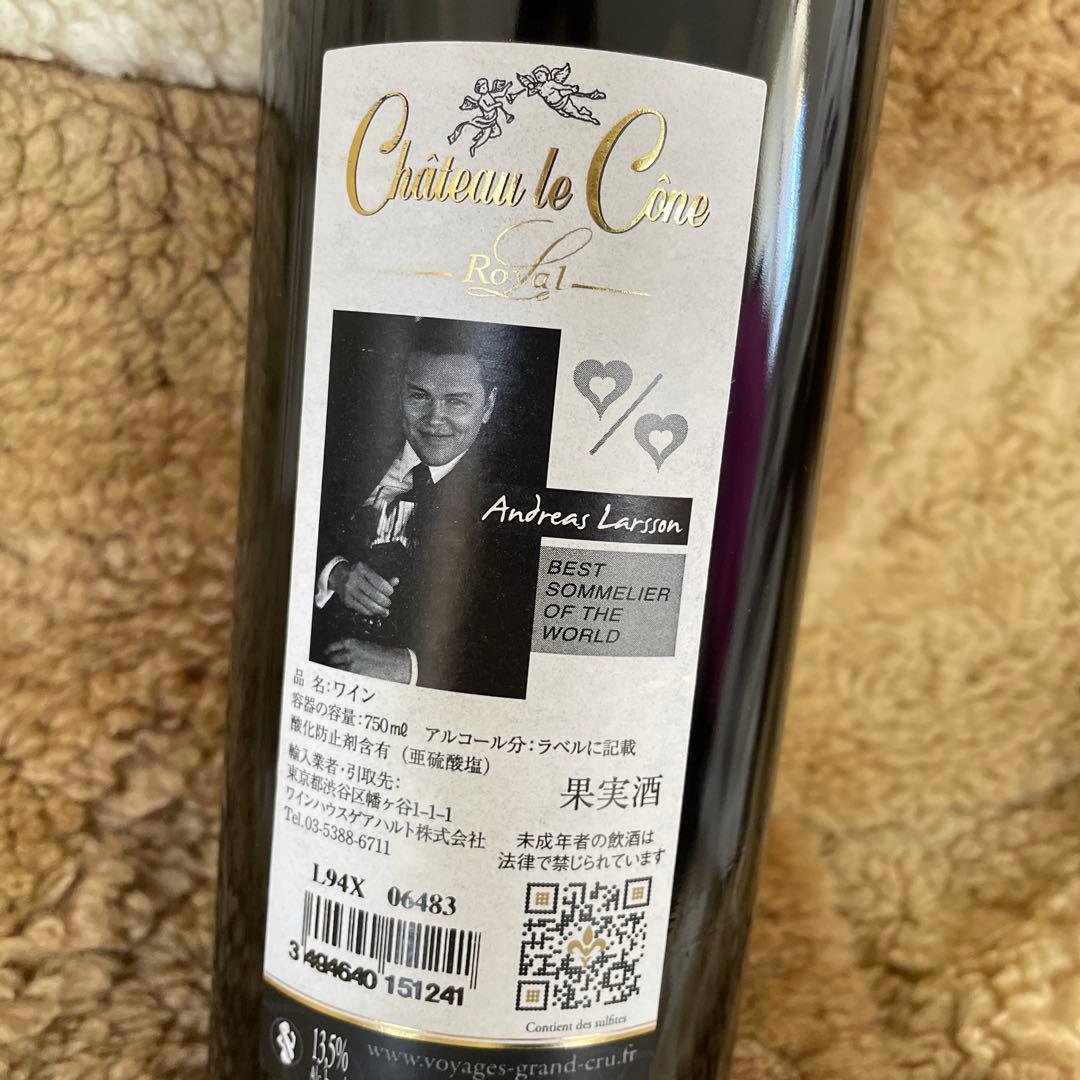 Château le Cône
Royal
Andreas Larsson
BEST
SOMMELIER
OF THE
WORLD
品 名:ワイン
容器の容量:750㎖ アルコール分:ラベルに記載
酸化防止剤含有(亜硫酸塩)
輸入業者・引取先:
東京都渋谷区幡ヶ谷1-1-1
ワインハウスゲアハルト株式会社
Tel.03-5388-6711
果実酒
未成年者の飲酒は
法律で禁じられています
L94X 06483
3 494640 151241
Contient des sulfites
13,5%
www.voyages-grand-cru.fr